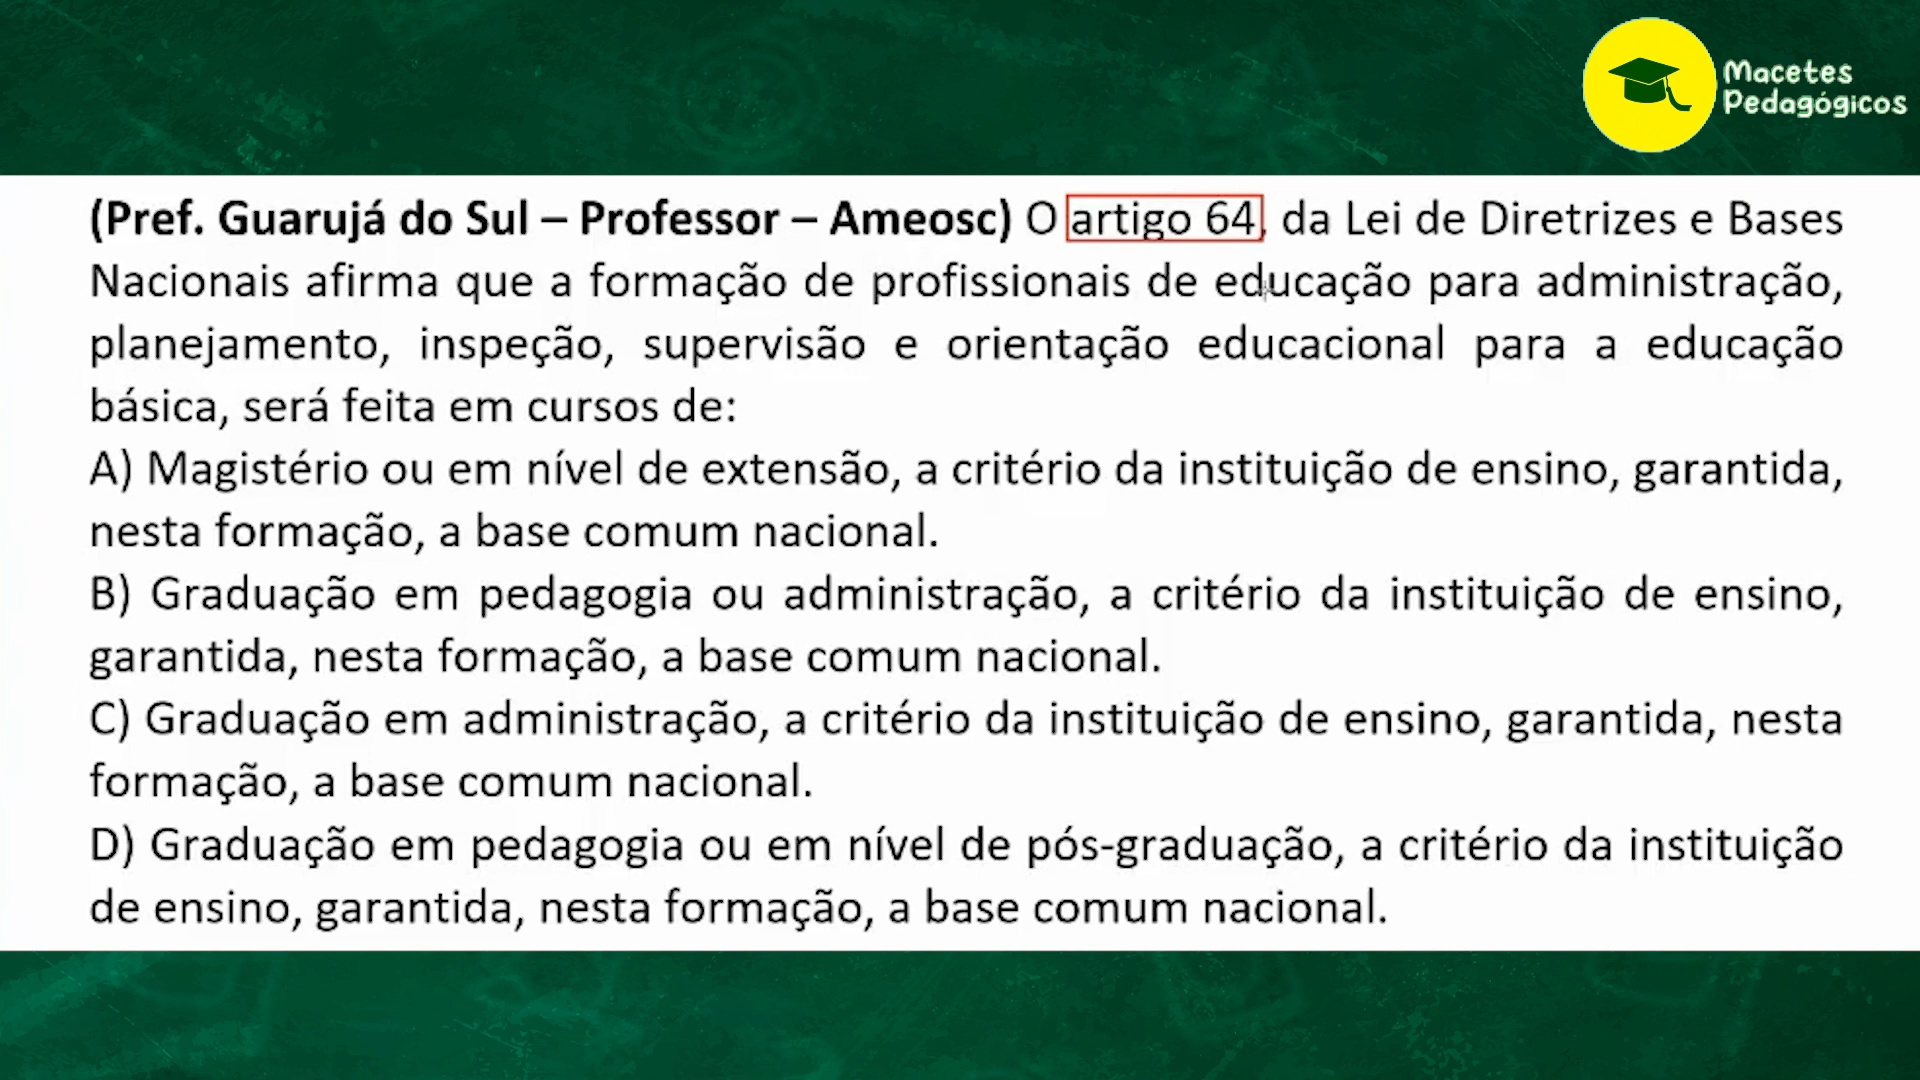 Macetes
Pedagógicos
(Pref. Guarujá do Sul – Professor – Ameosc) O artigo 64, da Lei de Diretrizes e Bases
Nacionais afirma que a formação de profissionais de educação para administração,
planejamento, inspeção, supervisão e orientação educacional para a educação
básica, será feita em cursos de:
A) Magistério ou em nível de extensão, a critério da instituição de ensino, garantida,
nesta formação, a base comum nacional.
B) Graduação em pedagogia ou administração, a critério da instituição de ensino,
garantida, nesta formação, a base comum nacional.
C) Graduação em administração, a critério da instituição de ensino, garantida, nesta
formação, a base comum nacional.
D) Graduação em pedagogia ou em nível de pós-graduação, a critério da instituição
de ensino, garantida, nesta formação, a base comum nacional.